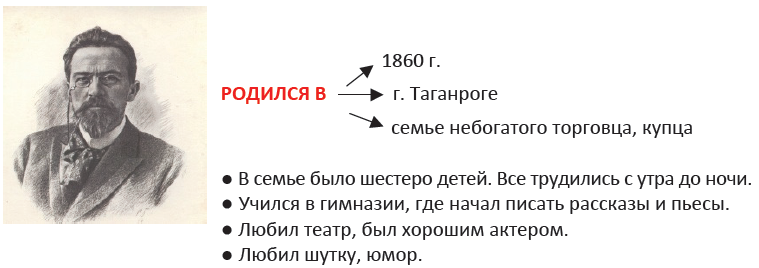 1860 г.
РОДИЛСЯ В
г. Таганроге
семье небогатого торговца, купца
● В семье было шестеро детей. Все трудились с утра до ночи.
● Учился в гимназии, где начал писать рассказы и пьесы.
● Любил театр, был хорошим актером.
● Любил шутку, юмор.